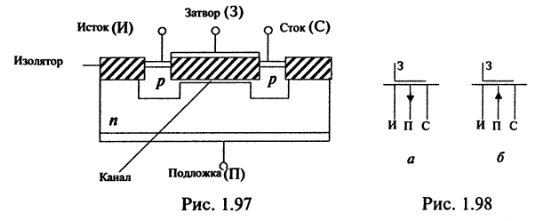 Затвор (З)
Исток (И)
Сток (С)
Изолятор
p
p
n
Канал
Подложка (П)
Рис. 1.97
З
З
И П С
И П С
а
б
Рис. 1.98